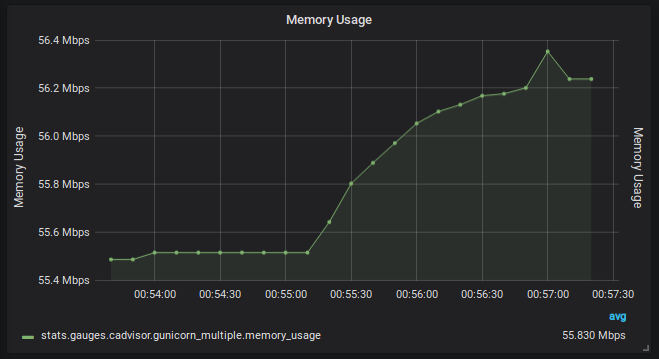 Memory Usage
56.4 Mbps
56.2 Mbps
56.0 Mbps
55.8 Mbps
55.6 Mbps
55.4 Mbps
Memory Usage
Memory Usage
00:54:00 00:54:30 00:55:00 00:55:30 00:56:00 00:56:30 00:57:00 00:57:30
avg
stats.gauges.cadvisor.gunicorn_multiple.memory_usage 55.830 Mbps